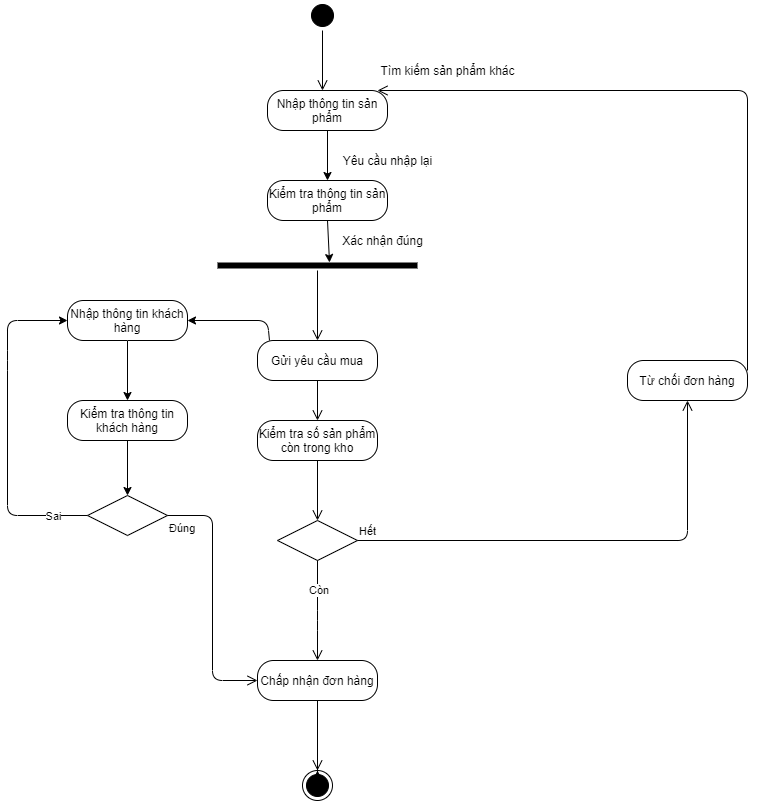 Tìm kiếm sản phẩm khác
Nhập thông tin sản
phẩm
Yêu cầu nhập lại
Kiểm tra thông tin sản
phẩm
Xác nhận đúng
Nhập thông tin khách
hàng
Gửi yêu cầu mua
Từ chối đơn hàng
Kiểm tra thông tin
khách hàng
Kiểm tra số sản phẩm
còn trong kho
Sai
Đúng
Hết
Còn
Chấp nhận đơn hàng